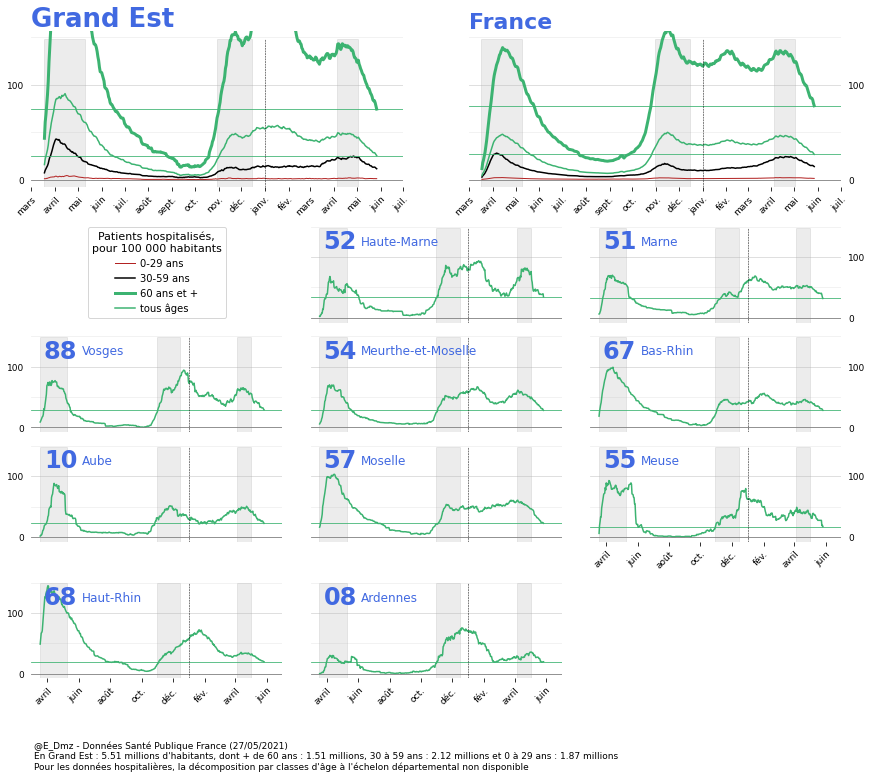 Grand Est
France
100
0
mars avril mai juin juil. août sept. oct. nov. déc. janv. fév. mars avril mai juin juil.
100
0
mars avril mai juin juil. août sept. oct. nov. déc. janv. fév. mars avril mai juin juil.
Patients hospitalisés,
pour 100 000 habitants
0-29 ans
30-59 ans
60 ans et +
tous âges
52 Haute-Marne
51 Marne
100
0
88 Vosges
100
0
54 Meurthe-et-Moselle
67 Bas-Rhin
100
0
10 Aube
100
0
57 Moselle
55 Meuse
100
0
avril juin août oct. déc. fév. avril juin
68 Haut-Rhin
100
0
avril juin août oct. déc. fév. avril juin
08 Ardennes
avril juin août oct. déc. fév. avril juin
@E_Dmz - Données Santé Publique France (27/05/2021)
En Grand Est : 5.51 millions d'habitants, dont + de 60 ans : 1.51 millions, 30 à 59 ans : 2.12 millions et 0 à 29 ans : 1.87 millions
Pour les données hospitalières, la décomposition par classes d'âge à l'échelon départemental non disponible